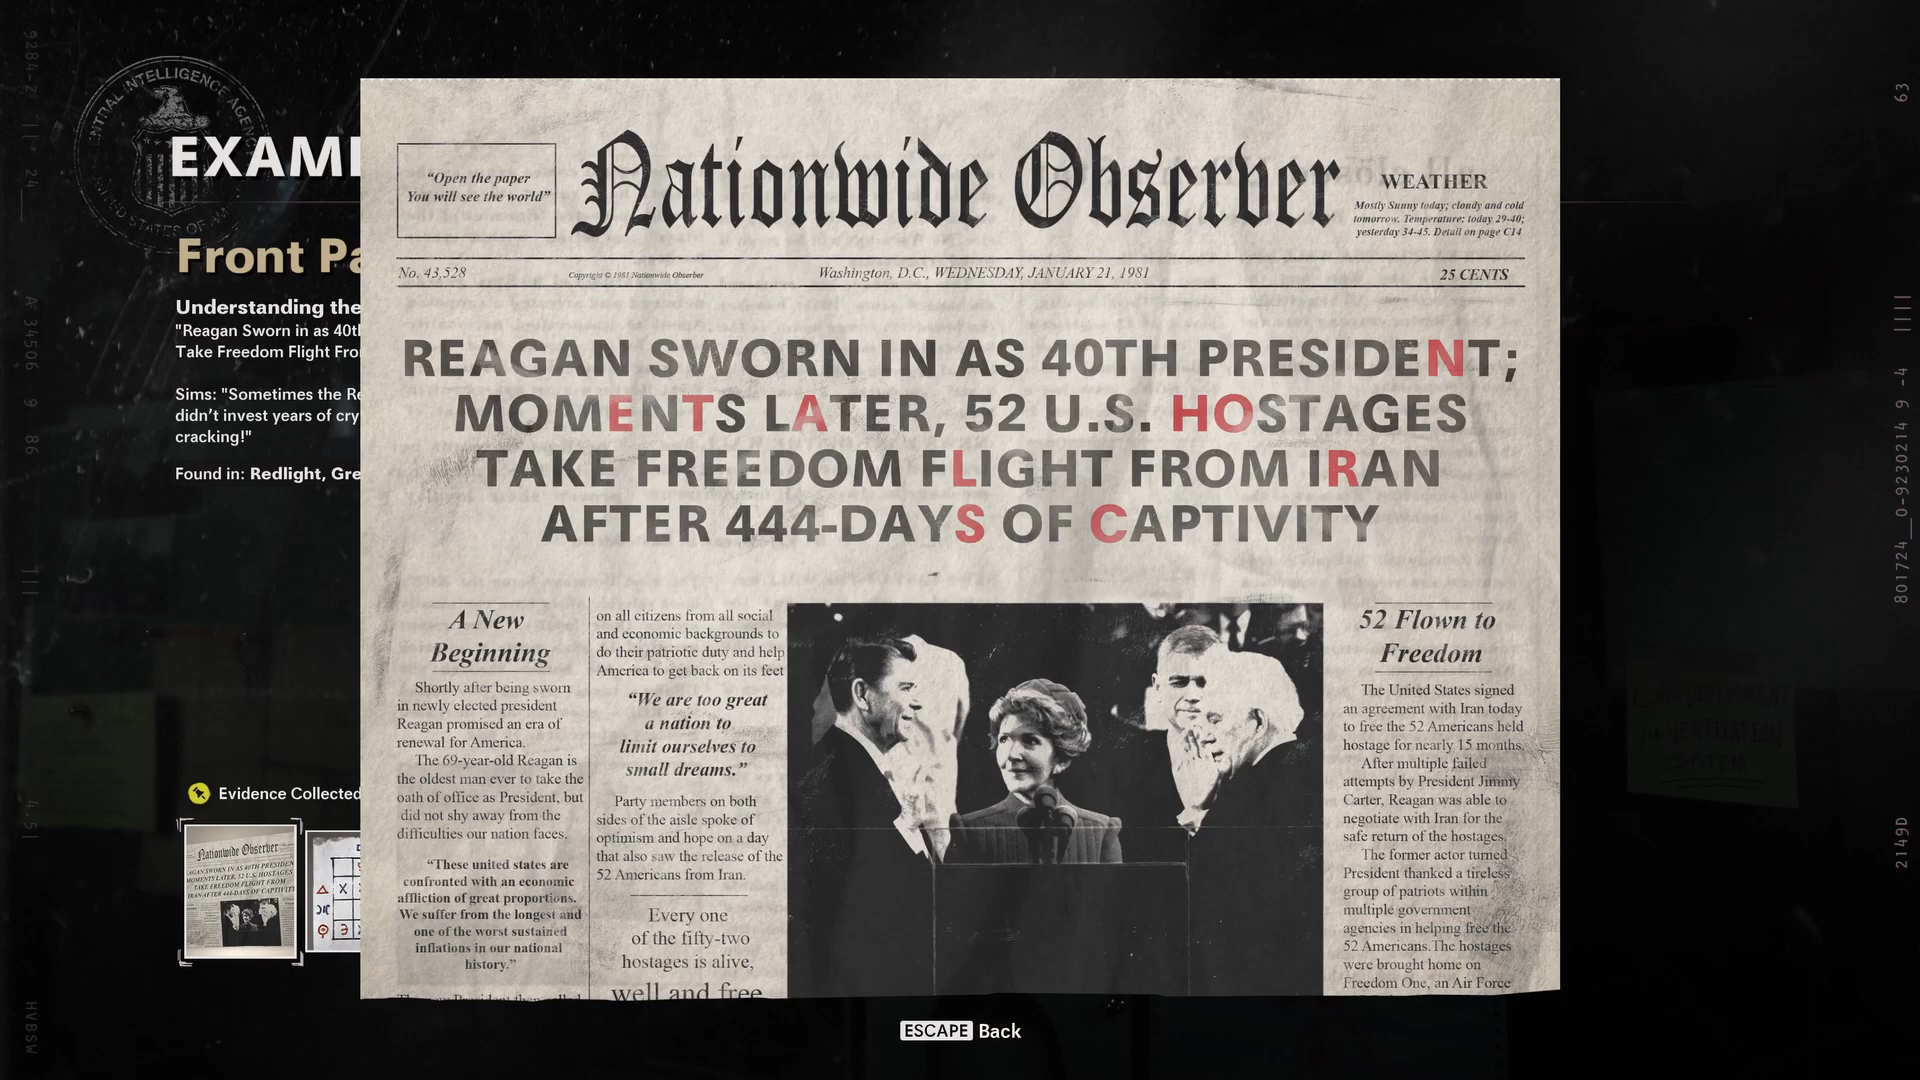 EXAMI
Front Pa
Understanding the
"Reagan Sworn in as 40th
Take Freedom Flight Fro
Sims: "Sometimes the Re
didn’t invest years of cry
cracking!"
Found in: Redlight, Gre
Evidence Collected
“Open the paper
You will see the world”
Nationwide Observer
WEATHER
Mostly Sunny today; cloudy and cold
tomorrow. Temperature: today 29-40;
yesterday 34-45. Detail on page C14
No. 43,528
Copyright © 1981 Nationwide Observer
Washington, D.C., WEDNESDAY, JANUARY 21, 1981
25 CENTS
REAGAN SWORN IN AS 40TH PRESIDENT;
MOMENTS LATER, 52 U.S. HOSTAGES
TAKE FREEDOM FLIGHT FROM IRAN
AFTER 444-DAYS OF CAPTIVITY
A New
Beginning
Shortly after being sworn
in newly elected president
Reagan promised an era of
renewal for America.
The 69-year-old Reagan is
the oldest man ever to take the
oath of office as President, but
did not shy away from the
difficulties our nation faces.
“These united states are
confronted with an economic
affliction of great proportions.
We suffer from the longest and
one of the worst sustained
inflations in our national
history.”
on all citizens from all social
and economic backgrounds to
do their patriotic duty and help
America to get back on its feet
“We are too great
a nation to
limit ourselves to
small dreams.”
Party members on both
sides of the aisle spoke of
optimism and hope on a day
that also saw the release of the
52 Americans from Iran.
Every one
of the fifty-two
hostages is alive,
well and free
52 Flown to
Freedom
The United States signed
an agreement with Iran today
to free the 52 Americans held
hostage for nearly 15 months.
After multiple failed
attempts by President Jimmy
Carter, Reagan was able to
negotiate with Iran for the
safe return of the hostages.
The former actor turned
President thanked a tireless
group of patriots within
multiple government
agencies in helping free the
52 Americans.The hostages
were brought home on
Freedom One, an Air Force
ESCAPE Back